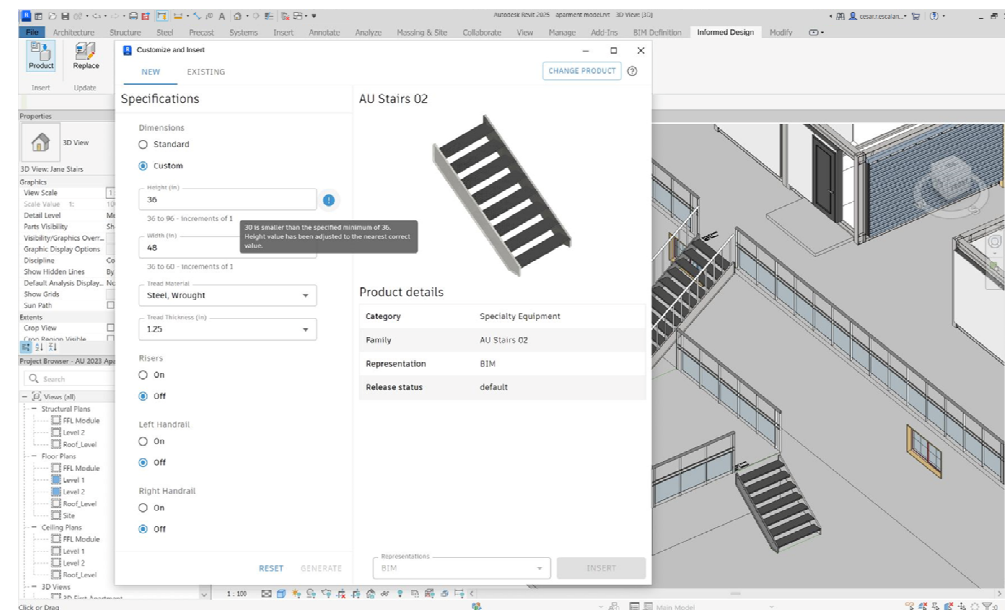 Autodesk Revit 2025 aparment model.rvt 3D View: {3D}
File Architecture Structure Steel Precast Systems Insert Annotate Analyze Massing & Site Collaborate View Manage Add-Ins BIM Definition Informed Design Modify
Product
Replace
Insert
Update
Customize and Insert
NEW
EXISTING
CHANGE PRODUCT
Specifications
Dimensions
Standard
Custom
Height (in)
36
36 to 96 - Increments of 1
30 is smaller than the specified minimum of 36.
Height value has been adjusted to the nearest correct
value.
Width (in)
48
36 to 60 - Increments of 1
Tread Material
Steel, Wrought
Tread Thickness (in)
1.25
Risers
On
Off
Left Handrail
On
Off
Right Handrail
On
Off
RESET
GENERATE
AU Stairs 02
Product details
Category Specialty Equipment
Family AU Stairs 02
Representation BIM
Release status default
Representations
BIM
INSERT
Properties
3D View
3D View: Jane Stairs
Graphics
View Scale
Scale Value 1:
Detail Level
Parts Visibility
Visibility/Graphics Overr...
Graphic Display Options
Discipline
Show Hidden Lines
Default Analysis Display...
Show Grids
Sun Path
Extents
Crop View
Crop Region Visible
Project Browser - AU 2023
Search
Views (all)
Structural Plans
FFL Module
Level 2
Roof_Level
Floor Plans
FFL Module
Level 1
Level 2
Roof_Level
Site
Ceiling Plans
FFL Module
Level 1
Level 2
Roof_Level
3D Views
1 : 100
Click or Drag
Main Model